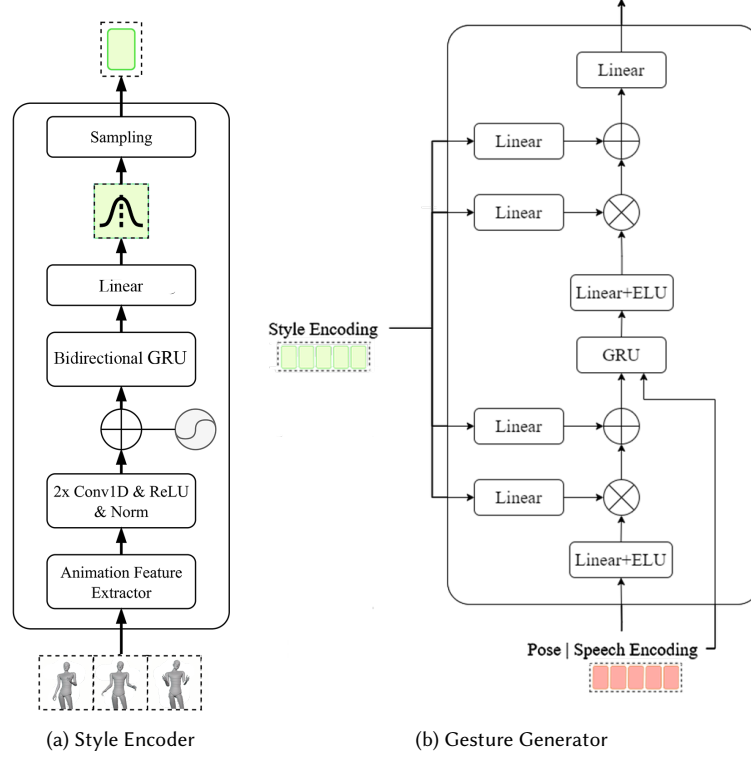 Sampling
Linear
Bidirectional GRU
2x Conv1D & ReLU
& Norm
Animation Feature
Extractor
(a) Style Encoder
Linear
Linear
Linear
Linear+ELU
Style Encoding
GRU
Linear
Linear
Linear+ELU
Pose | Speech Encoding
(b) Gesture Generator